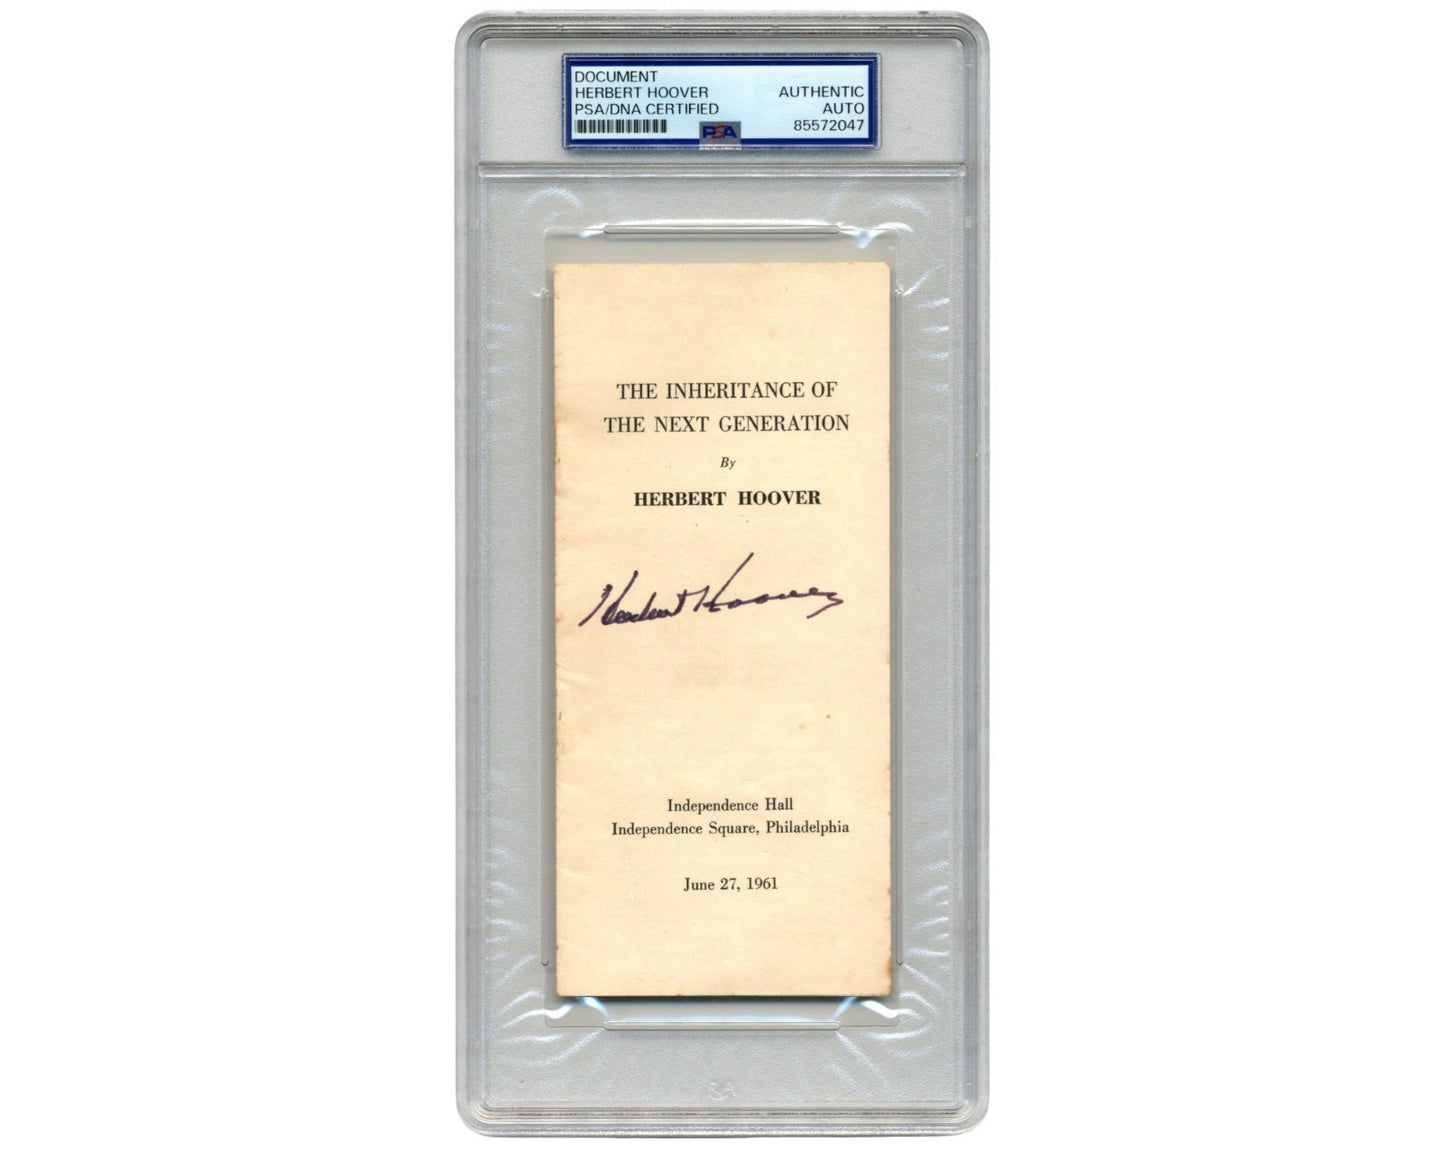 DOCUMENT
HERBERT HOOVER
PSA/DNA CERTIFIED
AUTHENTIC
AUTO
85572047
PSA
THE INHERITANCE OF
THE NEXT GENERATION
By
HERBERT HOOVER
Herbert Hoover
Independence Hall
Independence Square, Philadelphia
June 27, 1961
PSA